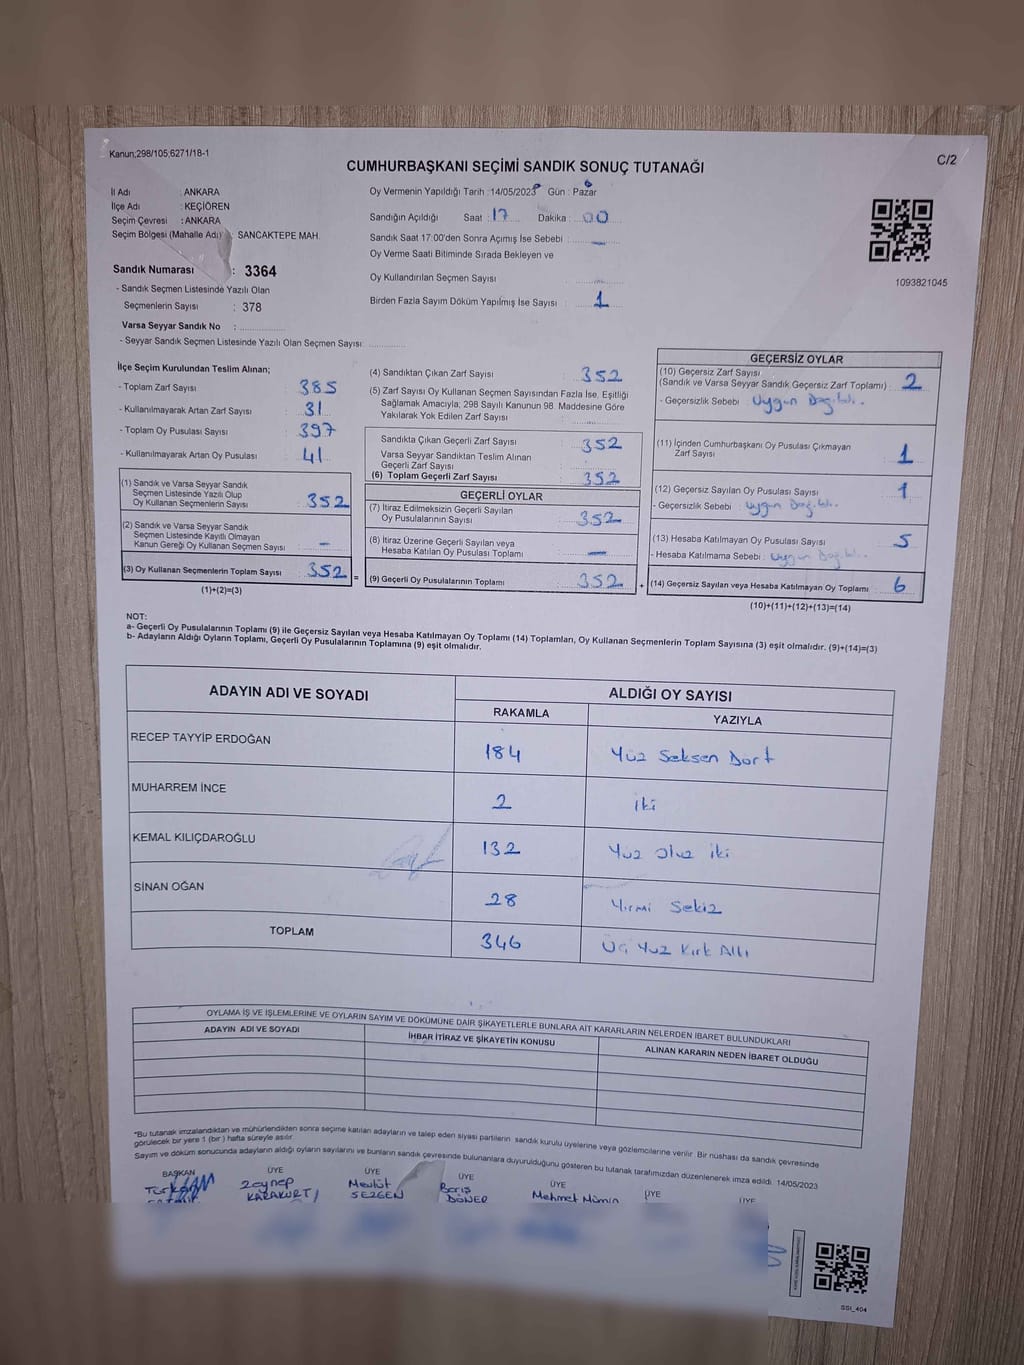 Kanun;298/105;6271/18-1
C/2
CUMHURBAŞKANI SEÇİMİ SANDIK SONUÇ TUTANAĞI
İl Adı : ANKARA
İlçe Adı : KEÇİÖREN
Seçim Çevresi : ANKARA
Seçim Bölgesi (Mahalle Adı) : SANCAKTEPE MAH.
Sandık Numarası : 3364
- Sandık Seçmen Listesinde Yazılı Olan
Seçmenlerin Sayısı : 378
Varsa Seyyar Sandık No :
- Seyyar Sandık Seçmen Listesinde Yazılı Olan Seçmen Sayısı:
Oy Vermenin Yapıldığı Tarih : 14/05/2023 Gün : Pazar
Sandığın Açıldığı Saat : 17 Dakika : 00
Sandık Saat 17:00'den Sonra Açımış İse Sebebi : —
Oy Verme Saati Bitiminde Sırada Bekleyen ve
Oy Kullandırılan Seçmen Sayısı :
Birden Fazla Sayım Döküm Yapılmış İse Sayısı : 1
1093821045
İlçe Seçim Kurulundan Teslim Alınan;
- Toplam Zarf Sayısı : 385
- Kullanılmayarak Artan Zarf Sayısı : 31
- Toplam Oy Pusulası Sayısı : 397
- Kullanılmayarak Artan Oy Pusulası : 41
(1) Sandık ve Varsa Seyyar Sandık
Seçmen Listesinde Yazılı Olup
Oy Kullanan Seçmenlerin Sayısı : 352
(2) Sandık ve Varsa Seyyar Sandık
Seçmen Listesinde Kayıtlı Olmayan
Kanun Gereği Oy Kullanan Seçmen Sayısı : —
(3) Oy Kullanan Seçmenlerin Toplam Sayısı : 352 =
(1)+(2)=(3)
(4) Sandıktan Çıkan Zarf Sayısı : 352
(5) Zarf Sayısı Oy Kullanan Seçmen Sayısından Fazla İse, Eşitliği
Sağlamak Amacıyla; 298 Sayılı Kanunun 98. Maddesine Göre
Yakılarak Yok Edilen Zarf Sayısı :
Sandıkta Çıkan Geçerli Zarf Sayısı : 352
Varsa Seyyar Sandıktan Teslim Alınan
Geçerli Zarf Sayısı :
(6) Toplam Geçerli Zarf Sayısı : 352
GEÇERLİ OYLAR
(7) İtiraz Edilmeksizin Geçerli Sayılan
Oy Pusulalarının Sayısı : 352
(8) İtiraz Üzerine Geçerli Sayılan veya
Hesaba Katılan Oy Pusulası Toplamı : —
(9) Geçerli Oy Pusulalarının Toplamı : 352 +
GEÇERSİZ OYLAR
(10) Geçersiz Zarf Sayısı
(Sandık ve Varsa Seyyar Sandık Geçersiz Zarf Toplamı) : 2
- Geçersizlik Sebebi : Uygun Değildi.
(11) İçinden Cumhurbaşkanı Oy Pusulası Çıkmayan
Zarf Sayısı : 1
(12) Geçersiz Sayılan Oy Pusulası Sayısı : 1
- Geçersizlik Sebebi : Uygun Değildi.
(13) Hesaba Katılmayan Oy Pusulası Sayısı : 5
- Hesaba Katılmama Sebebi : Uygun Değildi.
(14) Geçersiz Sayılan veya Hesaba Katılmayan Oy Toplamı : 6
(10)+(11)+(12)+(13)=(14)
NOT:
a- Geçerli Oy Pusulalarının Toplamı (9) ile Geçersiz Sayılan veya Hesaba Katılmayan Oy Toplamı (14) Toplamları, Oy Kullanan Seçmenlerin Toplam Sayısına (3) eşit olmalıdır. (9)+(14)=(3)
b- Adayların Aldığı Oyların Toplamı, Geçerli Oy Pusulalarının Toplamına (9) eşit olmalıdır.
ADAYIN ADI VE SOYADI
ALDIĞI OY SAYISI
RAKAMLA YAZIYLA
RECEP TAYYİP ERDOĞAN 184 Yüz Seksen Dört
MUHARREM İNCE 2 iki
KEMAL KILIÇDAROĞLU 132 Yüz Otuz iki
SİNAN OĞAN 28 Yirmi Sekiz
TOPLAM 346 Üç Yüz Kırk Altı
OYLAMA İŞ VE İŞLEMLERİNE VE OYLARIN SAYIM VE DÖKÜMÜNE DAİR ŞİKAYETLERLE BUNLARA AİT KARARLARIN NELERDEN İBARET BULUNDUKLARI
ADAYIN ADI VE SOYADI İHBAR İTİRAZ VE ŞİKAYETİN KONUSU ALINAN KARARIN NEDEN İBARET OLDUĞU
*Bu tutanak imzalandıktan ve mühürlendikten sonra seçime katılan adayların ve talep eden siyasi partilerin sandık kurulu üyelerine veya gözlemcilerine verilir. Bir nüshası da sandık çevresinde
görülecek bir yere 1 (bir) hafta süreyle asılır.
Sayım ve döküm sonucunda adayların aldığı oyların sayılarını ve bunların sandık çevresinde bulunanlara duyurulduğunu gösteren bu tutanak tarafımızdan düzenlenerek imza edildi. 14/05/2023
BAŞKAN ÜYE ÜYE ÜYE ÜYE ÜYE ÜYE
Türkan Zeynep Mevlüt Barış Mehmet Mümin
KARAKURT SEZGEN DÖNER
SSI_404